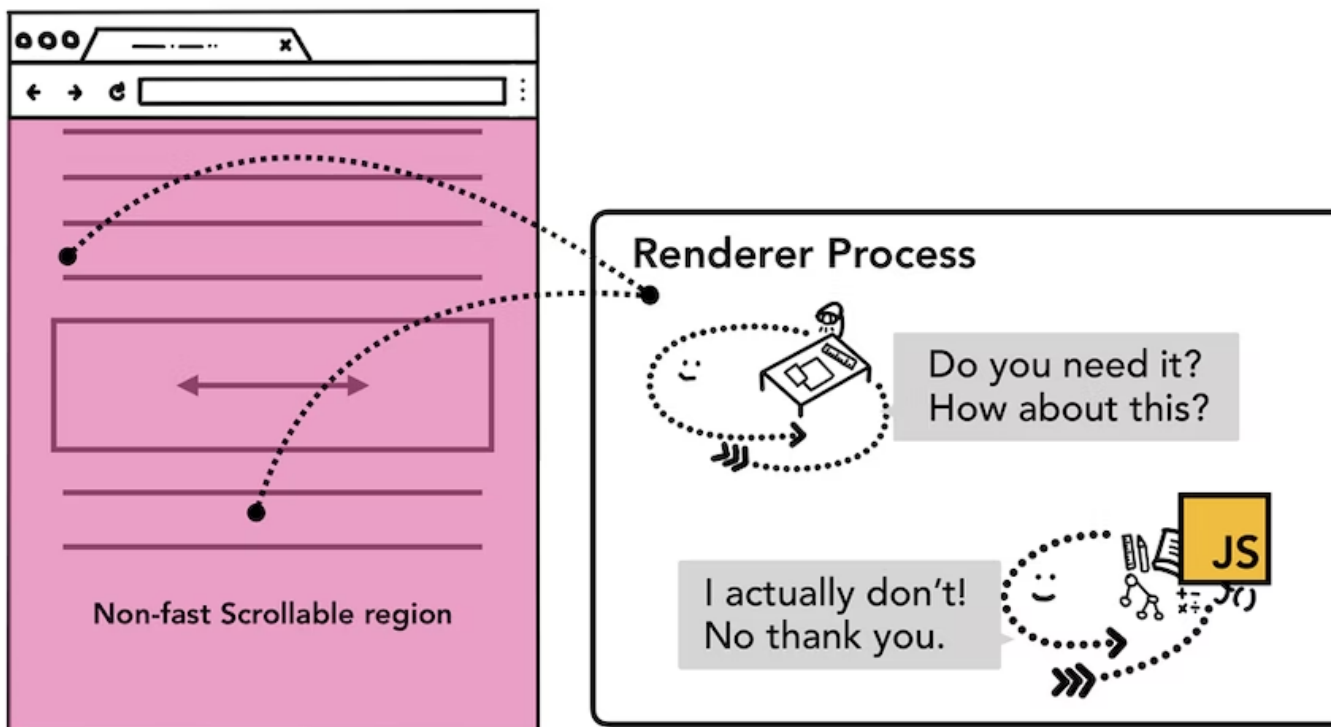 Renderer Process
Do you need it?
How about this?
JS
I actually don't!
No thank you.
Non-fast Scrollable region